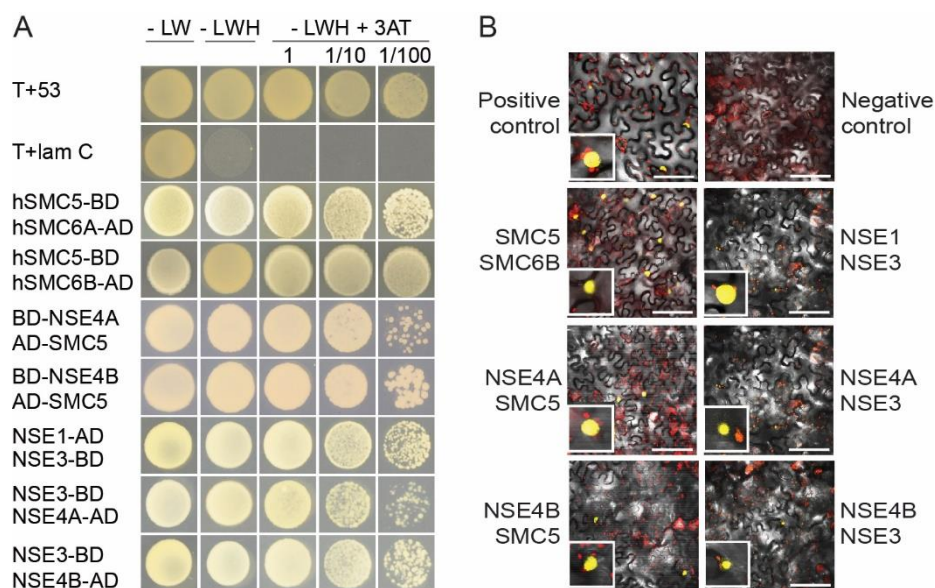 A
- LW
- LWH
- LWH + 3AT
1
1/10
1/100
T+53
T+lam C
hSMC5-BD
hSMC6A-AD
hSMC5-BD
hSMC6B-AD
BD-NSE4A
AD-SMC5
BD-NSE4B
AD-SMC5
NSE1-AD
NSE3-BD
NSE3-BD
NSE4A-AD
NSE3-BD
NSE4B-AD
B
Positive
control
Negative
control
SMC5
SMC6B
NSE1
NSE3
NSE4A
SMC5
NSE4A
NSE3
NSE4B
SMC5
NSE4B
NSE3